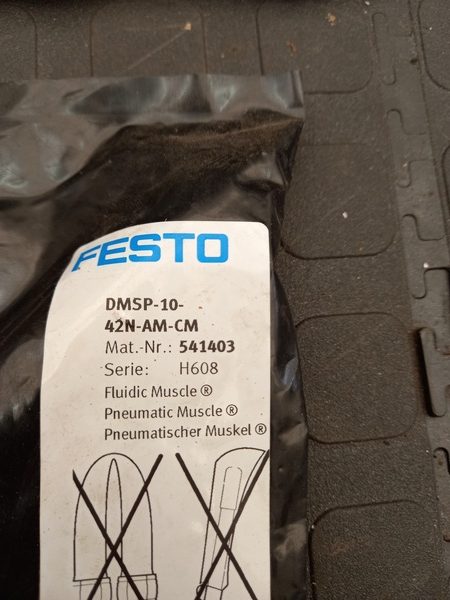 FESTO
DMSP-10-
42N-AM-CM
Mat.-Nr.: 541403
Serie: H608
Fluidic Muscle ®
Pneumatic Muscle ®
Pneumatischer Muskel ®